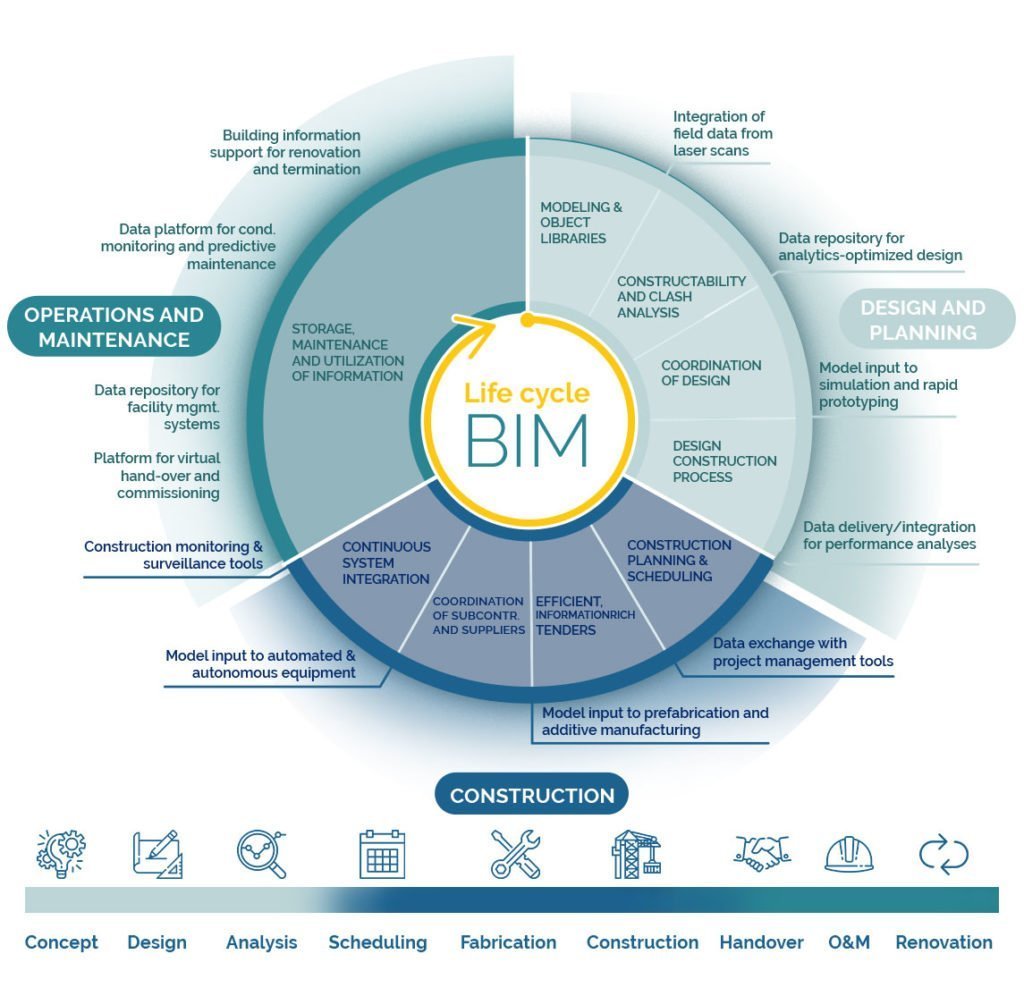 Integration of
field data from
laser scans
Building information
support for renovation
and termination
MODELING &
OBJECT
LIBRARIES
Data platform for cond.
monitoring and predictive
maintenance
Data repository for
analytics-optimized design
CONSTRUCTABILITY
AND CLASH
ANALYSIS
OPERATIONS AND
MAINTENANCE
DESIGN AND
PLANNING
STORAGE,
MAINTENANCE
AND UTILIZATION
OF INFORMATION
COORDINATION
OF DESIGN
Model input to
simulation and rapid
prototyping
Life cycle
BIM
Data repository for
facility mgmt.
systems
DESIGN
CONSTRUCTION
PROCESS
Platform for virtual
hand-over and
commissioning
Data delivery/integration
for performance analyses
Construction monitoring &
surveillance tools
CONTINUOUS
SYSTEM
INTEGRATION
CONSTRUCTION
PLANNING &
SCHEDULING
COORDINATION
OF SUBCONTR.
AND SUPPLIERS
EFFICIENT,
INFORMATIONRICH
TENDERS
Model input to automated &
autonomous equipment
Data exchange with
project management tools
Model input to prefabrication and
additive manufacturing
CONSTRUCTION
Concept
Design
Analysis
Scheduling
Fabrication
Construction
Handover
O&M
Renovation